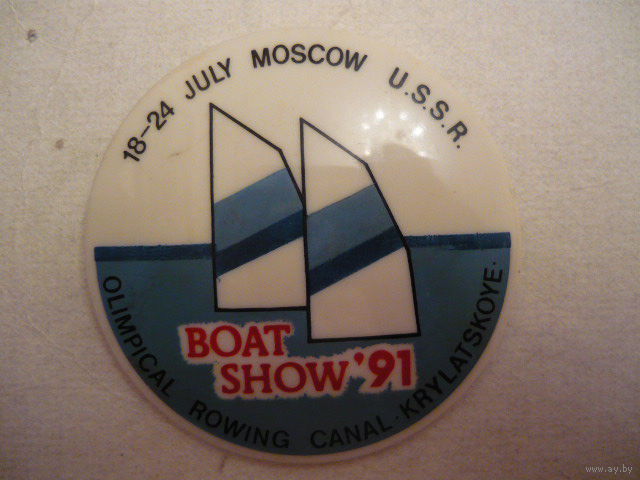 18-24 JULY MOSCOW U.S.S.R.
BOAT
SHOW '91
OLIMPICAL ROWING CANAL·KRYLATSKOYE·
www.ay.by